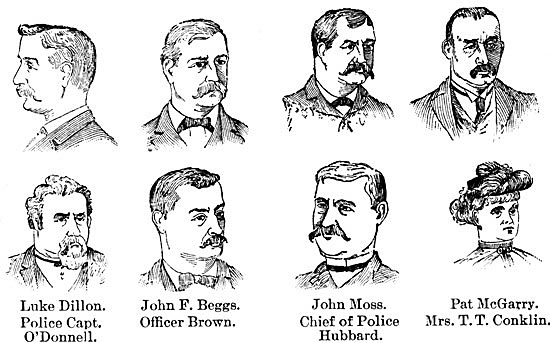 Luke Dillon.
Police Capt.
O'Donnell.
John F. Beggs.
Officer Brown.
John Moss.
Chief of Police
Hubbard.
Pat McGarry.
Mrs. T. T. Conklin.